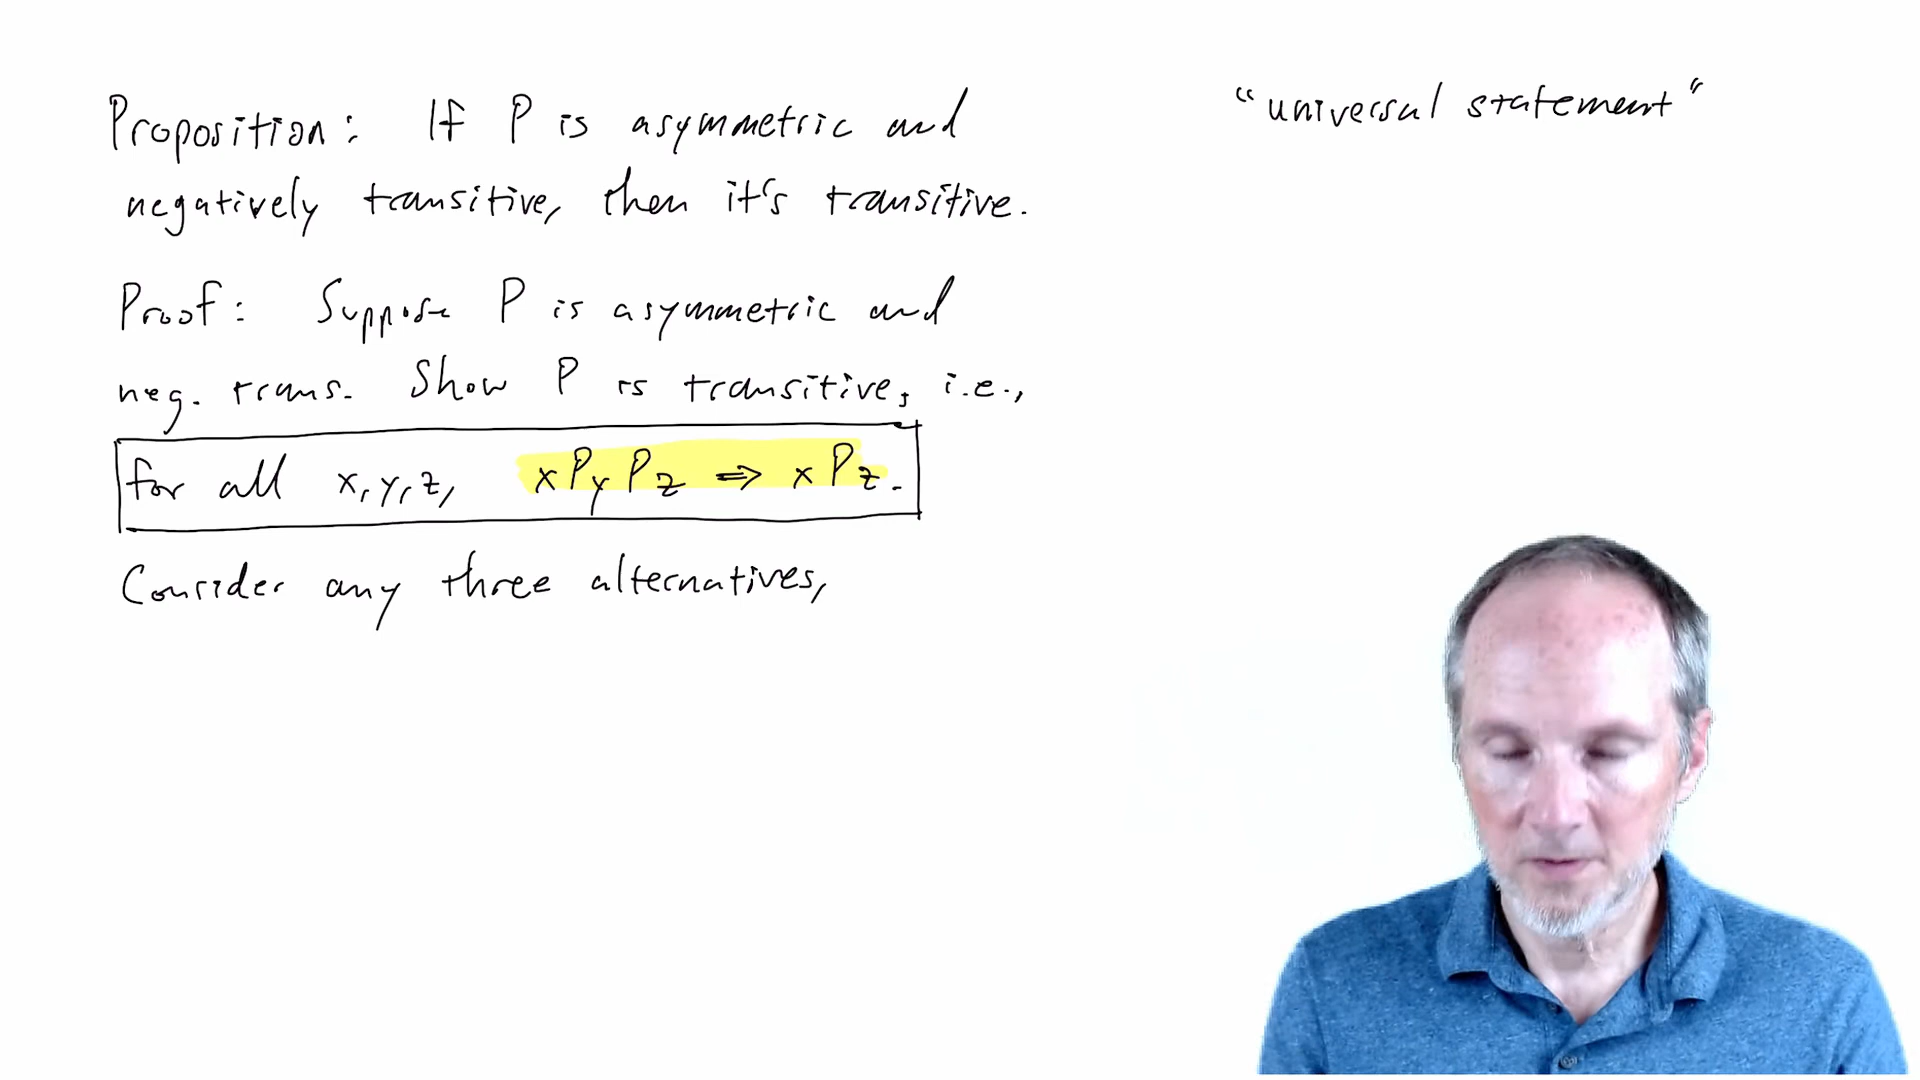 Proposition: If P is asymmetric and
negatively transitive, then it's transitive.
Proof: Suppose P is asymmetric and
neg. trans. Show P is transitive, i.e.,
for all x, y, z, xPyPz ⇒ xPz.
Consider any three alternatives,
"universal statement"